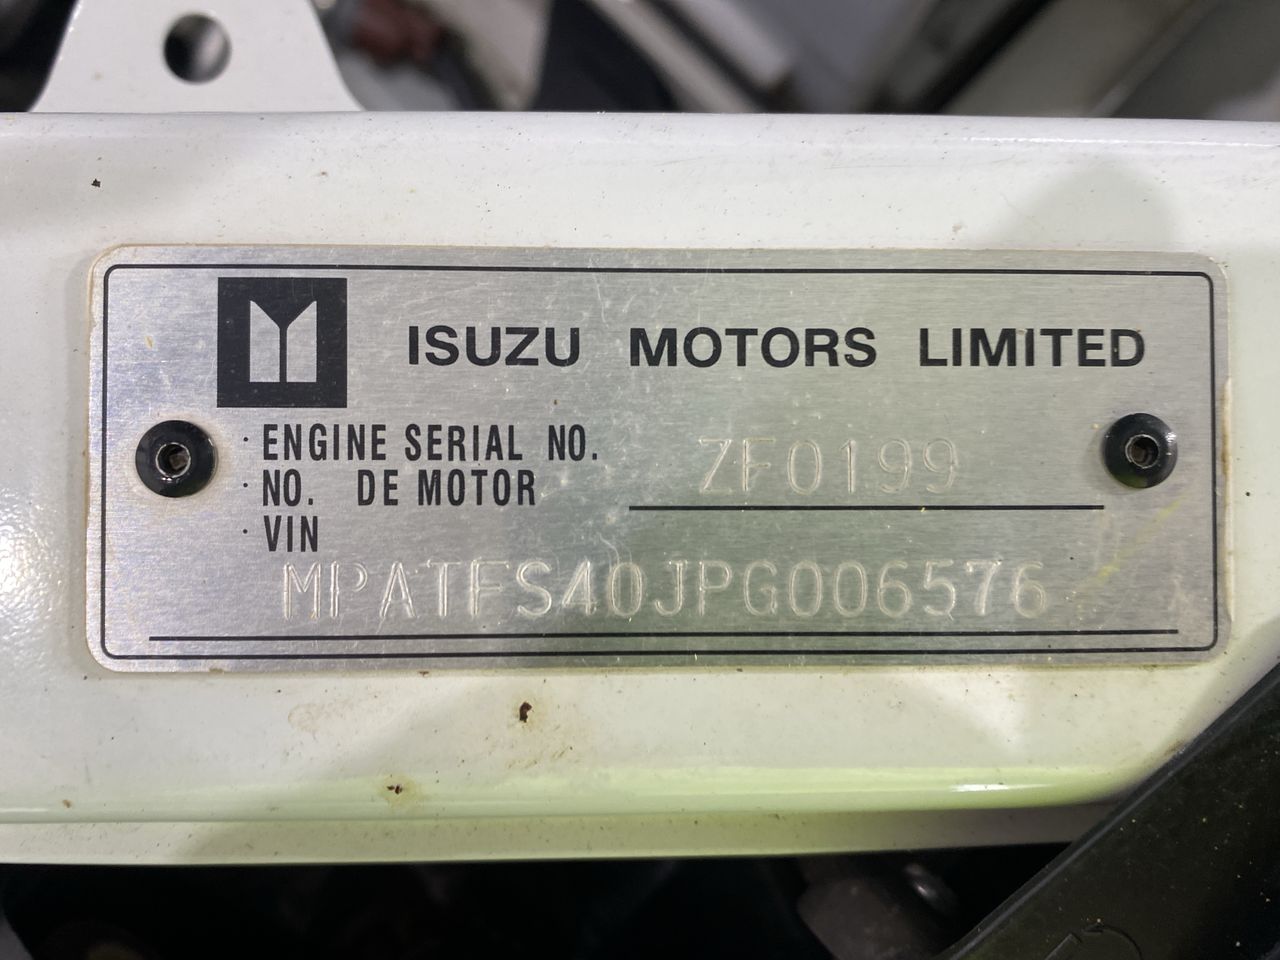 ISUZU MOTORS LIMITED
· ENGINE SERIAL NO. ZF0199
· NO. DE MOTOR
· VIN
MPATFS40JPG006576